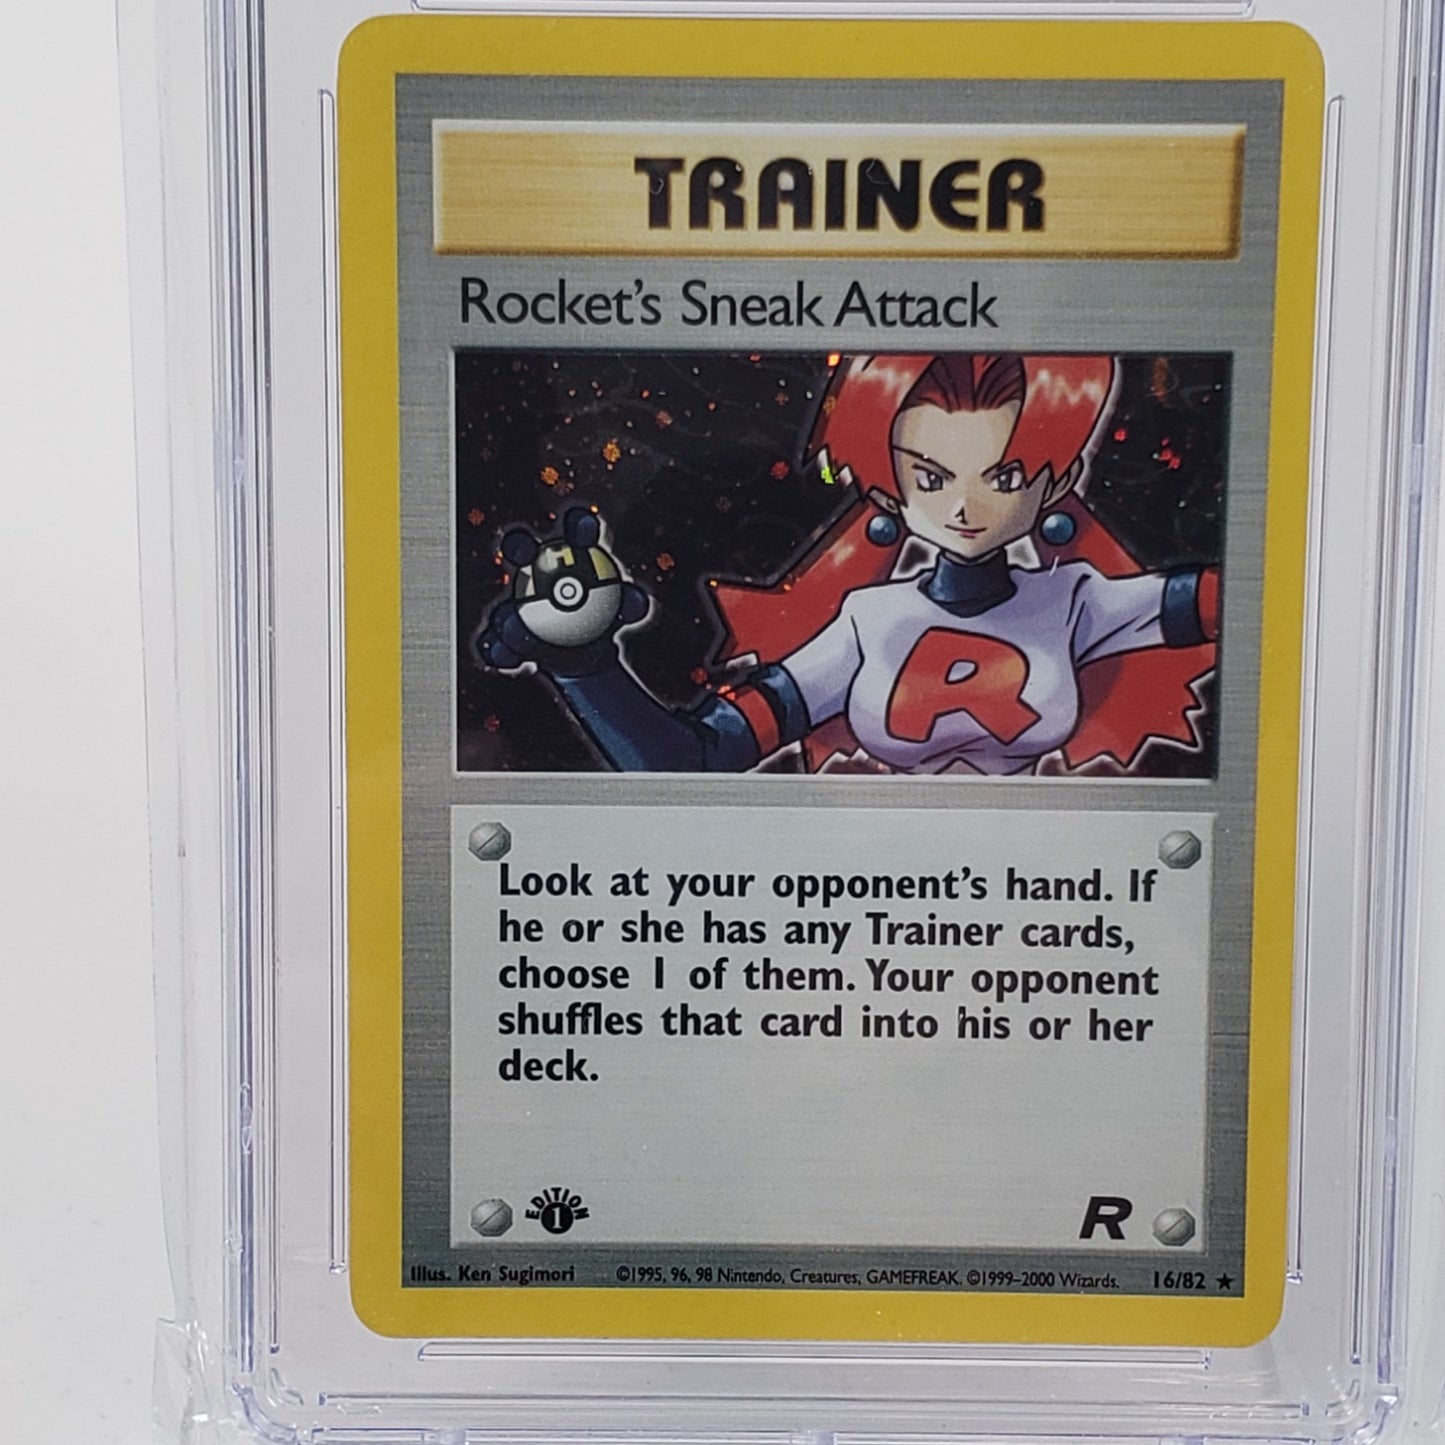 TRAINER
Rocket's Sneak Attack
R
Look at your opponent's hand. If
he or she has any Trainer cards,
choose 1 of them. Your opponent
shuffles that card into his or her
deck.
EDITION
1
R
Illus. Ken Sugimori ©1995, 96, 98 Nintendo, Creatures, GAMEFREAK. ©1999–2000 Wizards. 16/82 ★